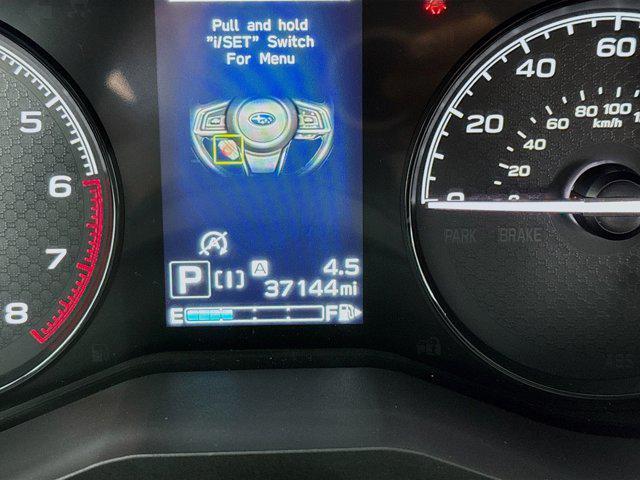 Pull and hold
"i/SET" Switch
For Menu
5
6
7
8
60
40
20
0
80 100
60
40
20
km/h
PARK BRAKE
A
4.5
P
37144mi
E
F